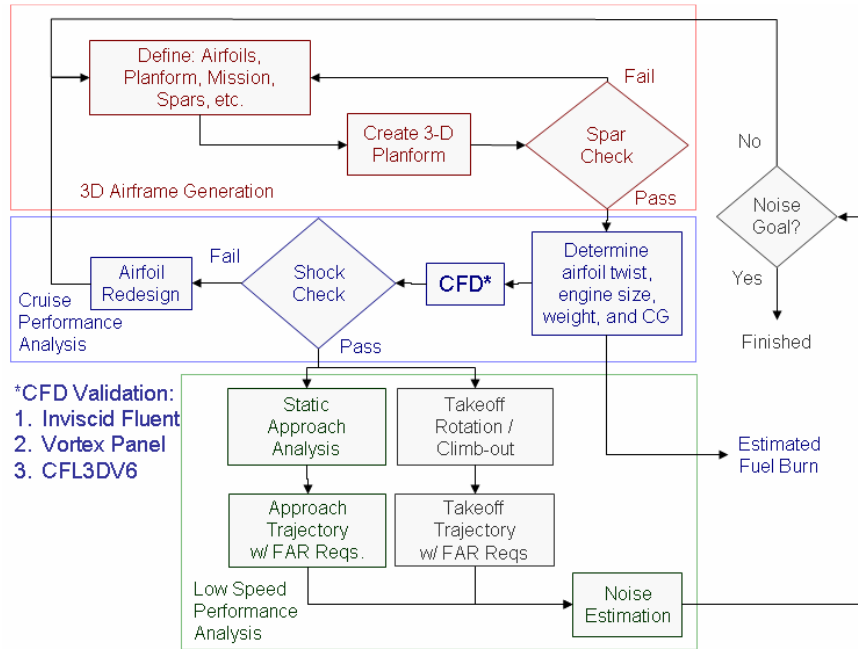 Define: Airfoils,
Planform, Mission,
Spars, etc.
Fail
Create 3-D
Planform
Spar
Check
No
3D Airframe Generation
Pass
Noise
Goal?
Yes
Finished
Airfoil
Redesign
Fail
Shock
Check
CFD*
Determine
airfoil twist,
engine size,
weight, and CG
Cruise
Performance
Analysis
Pass
*CFD Validation:
1. Inviscid Fluent
2. Vortex Panel
3. CFL3DV6
Static
Approach
Analysis
Takeoff
Rotation /
Climb-out
Estimated
Fuel Burn
Approach
Trajectory
w/ FAR Reqs.
Takeoff
Trajectory
w/ FAR Reqs
Low Speed
Performance
Analysis
Noise
Estimation